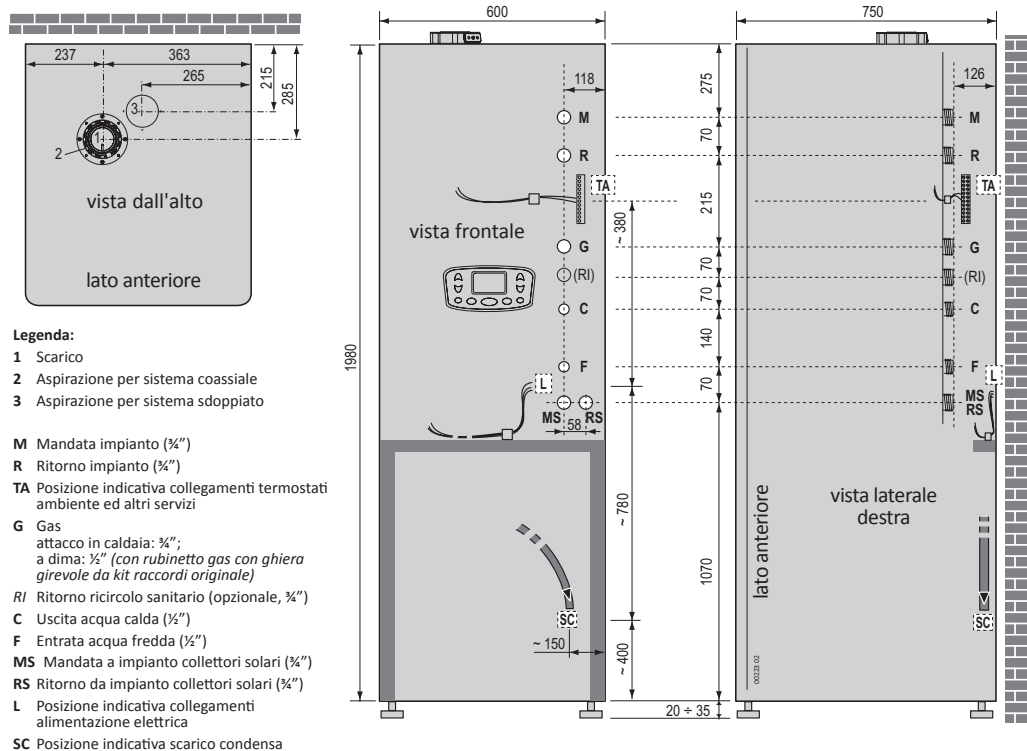 237
363
265
215
285
3
1
2
vista dall'alto
lato anteriore
Legenda:
1 Scarico
2 Aspirazione per sistema coassiale
3 Aspirazione per sistema sdoppiato
M Mandata impianto (¾")
R Ritorno impianto (¾")
TA Posizione indicativa collegamenti termostati
ambiente ed altri servizi
G Gas
attacco in caldaia: ¾";
a dima: ½" (con rubinetto gas con ghiera
girevole da kit raccordi originale)
RI Ritorno ricircolo sanitario (opzionale, ¾")
C Uscita acqua calda (½")
F Entrata acqua fredda (½")
MS Mandata a impianto collettori solari (¾")
RS Ritorno da impianto collettori solari (¾")
L Posizione indicativa collegamenti
alimentazione elettrica
SC Posizione indicativa scarico condensa
600
1980
118
M
R
TA
vista frontale
G
(RI)
C
F
L
MS
RS
58
~ 380
~ 780
~ 400
SC
~ 150
275
70
215
70
70
140
70
1070
20 ÷ 35
750
126
M
R
TA
G
(RI)
C
F
L
MS
RS
vista laterale
destra
lato anteriore
SC
00223 02